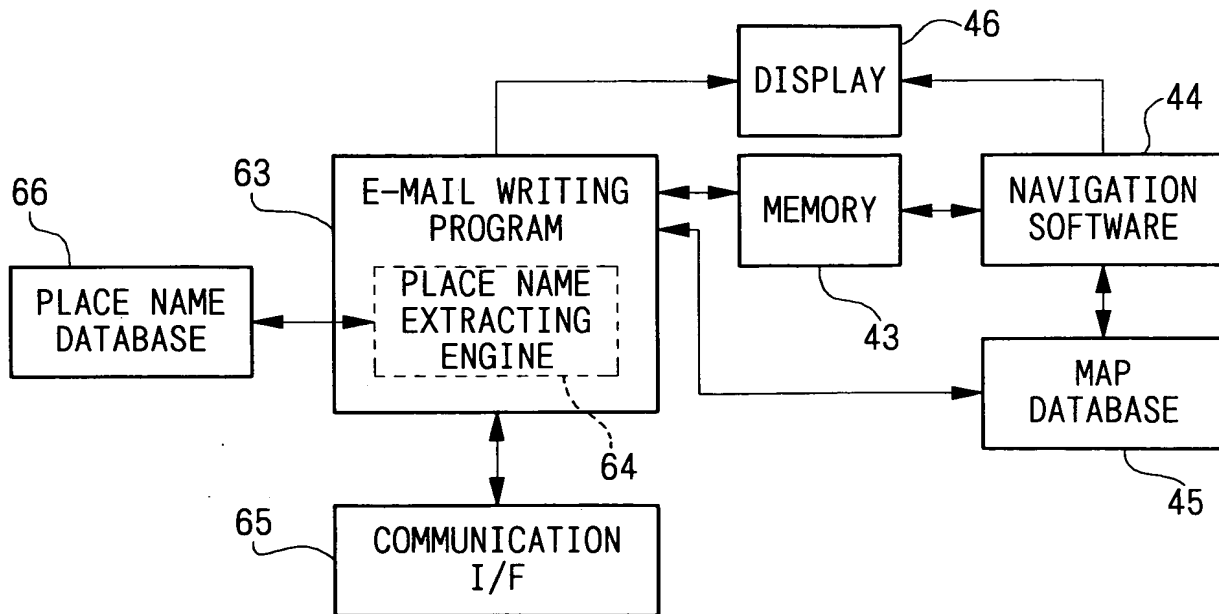 46
DISPLAY
44
63
E-MAIL WRITING
PROGRAM
MEMORY
NAVIGATION
SOFTWARE
66
PLACE NAME
DATABASE
PLACE NAME
EXTRACTING
ENGINE
43
MAP
DATABASE
64
45
65
COMMUNICATION
I/F